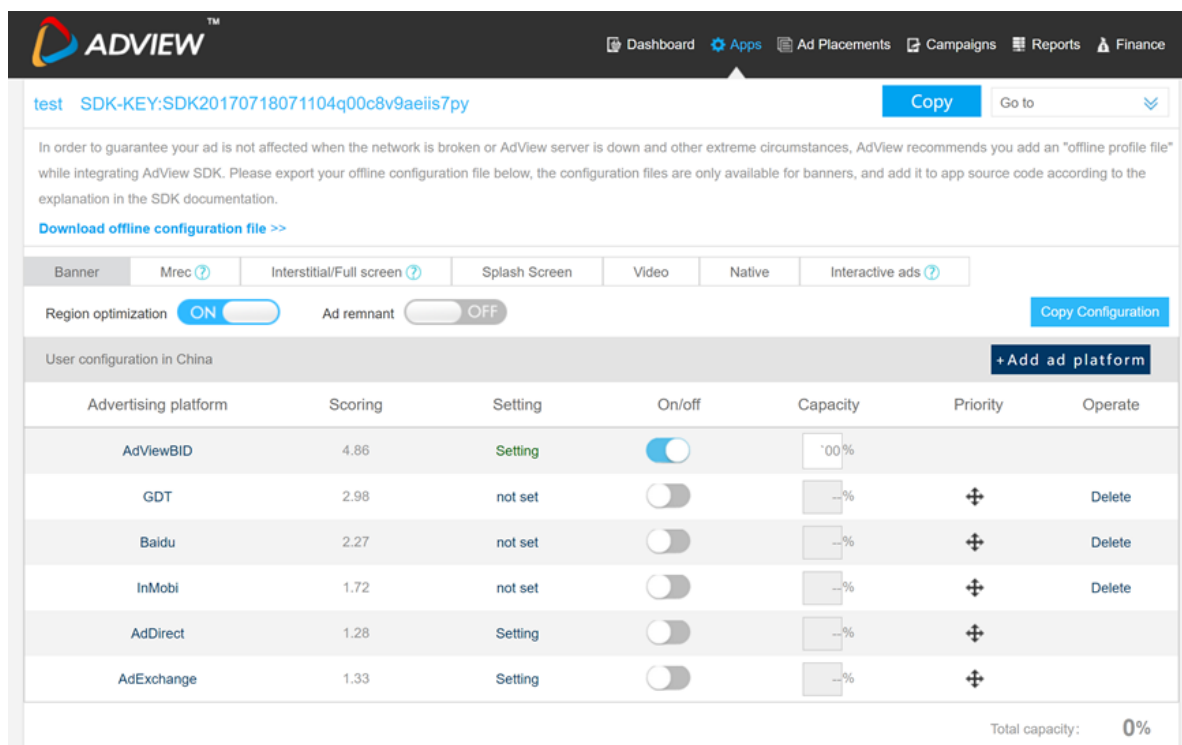 ADVIEW™
Dashboard Apps Ad Placements Campaigns Reports Finance
test SDK-KEY:SDK20170718071104q00c8v9aeiis7py Copy Go to
In order to guarantee your ad is not affected when the network is broken or AdView server is down and other extreme circumstances, AdView recommends you add an "offline profile file"
while integrating AdView SDK. Please export your offline configuration file below, the configuration files are only available for banners, and add it to app source code according to the
explanation in the SDK documentation.
Download offline configuration file >>
Banner Mrec ? Interstitial/Full screen ? Splash Screen Video Native Interactive ads ?
Region optimization ON Ad remnant OFF Copy Configuration
User configuration in China +Add ad platform
Advertising platform Scoring Setting On/off Capacity Priority Operate
AdViewBID 4.86 Setting `00%
GDT 2.98 not set --% Delete
Baidu 2.27 not set --% Delete
InMobi 1.72 not set --% Delete
AdDirect 1.28 Setting --%
AdExchange 1.33 Setting --%
Total capacity: 0%